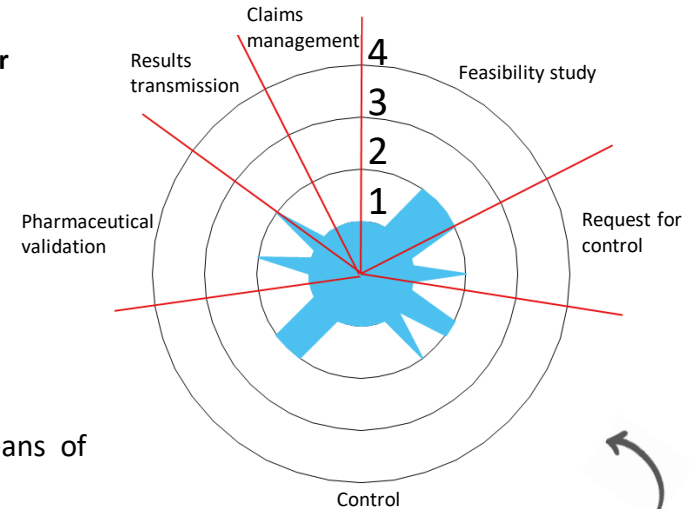 Claims
management
r
Results
transmission
4
Feasibility study
3
2
1
Pharmaceutical
validation
Request for
control
ans of
Control